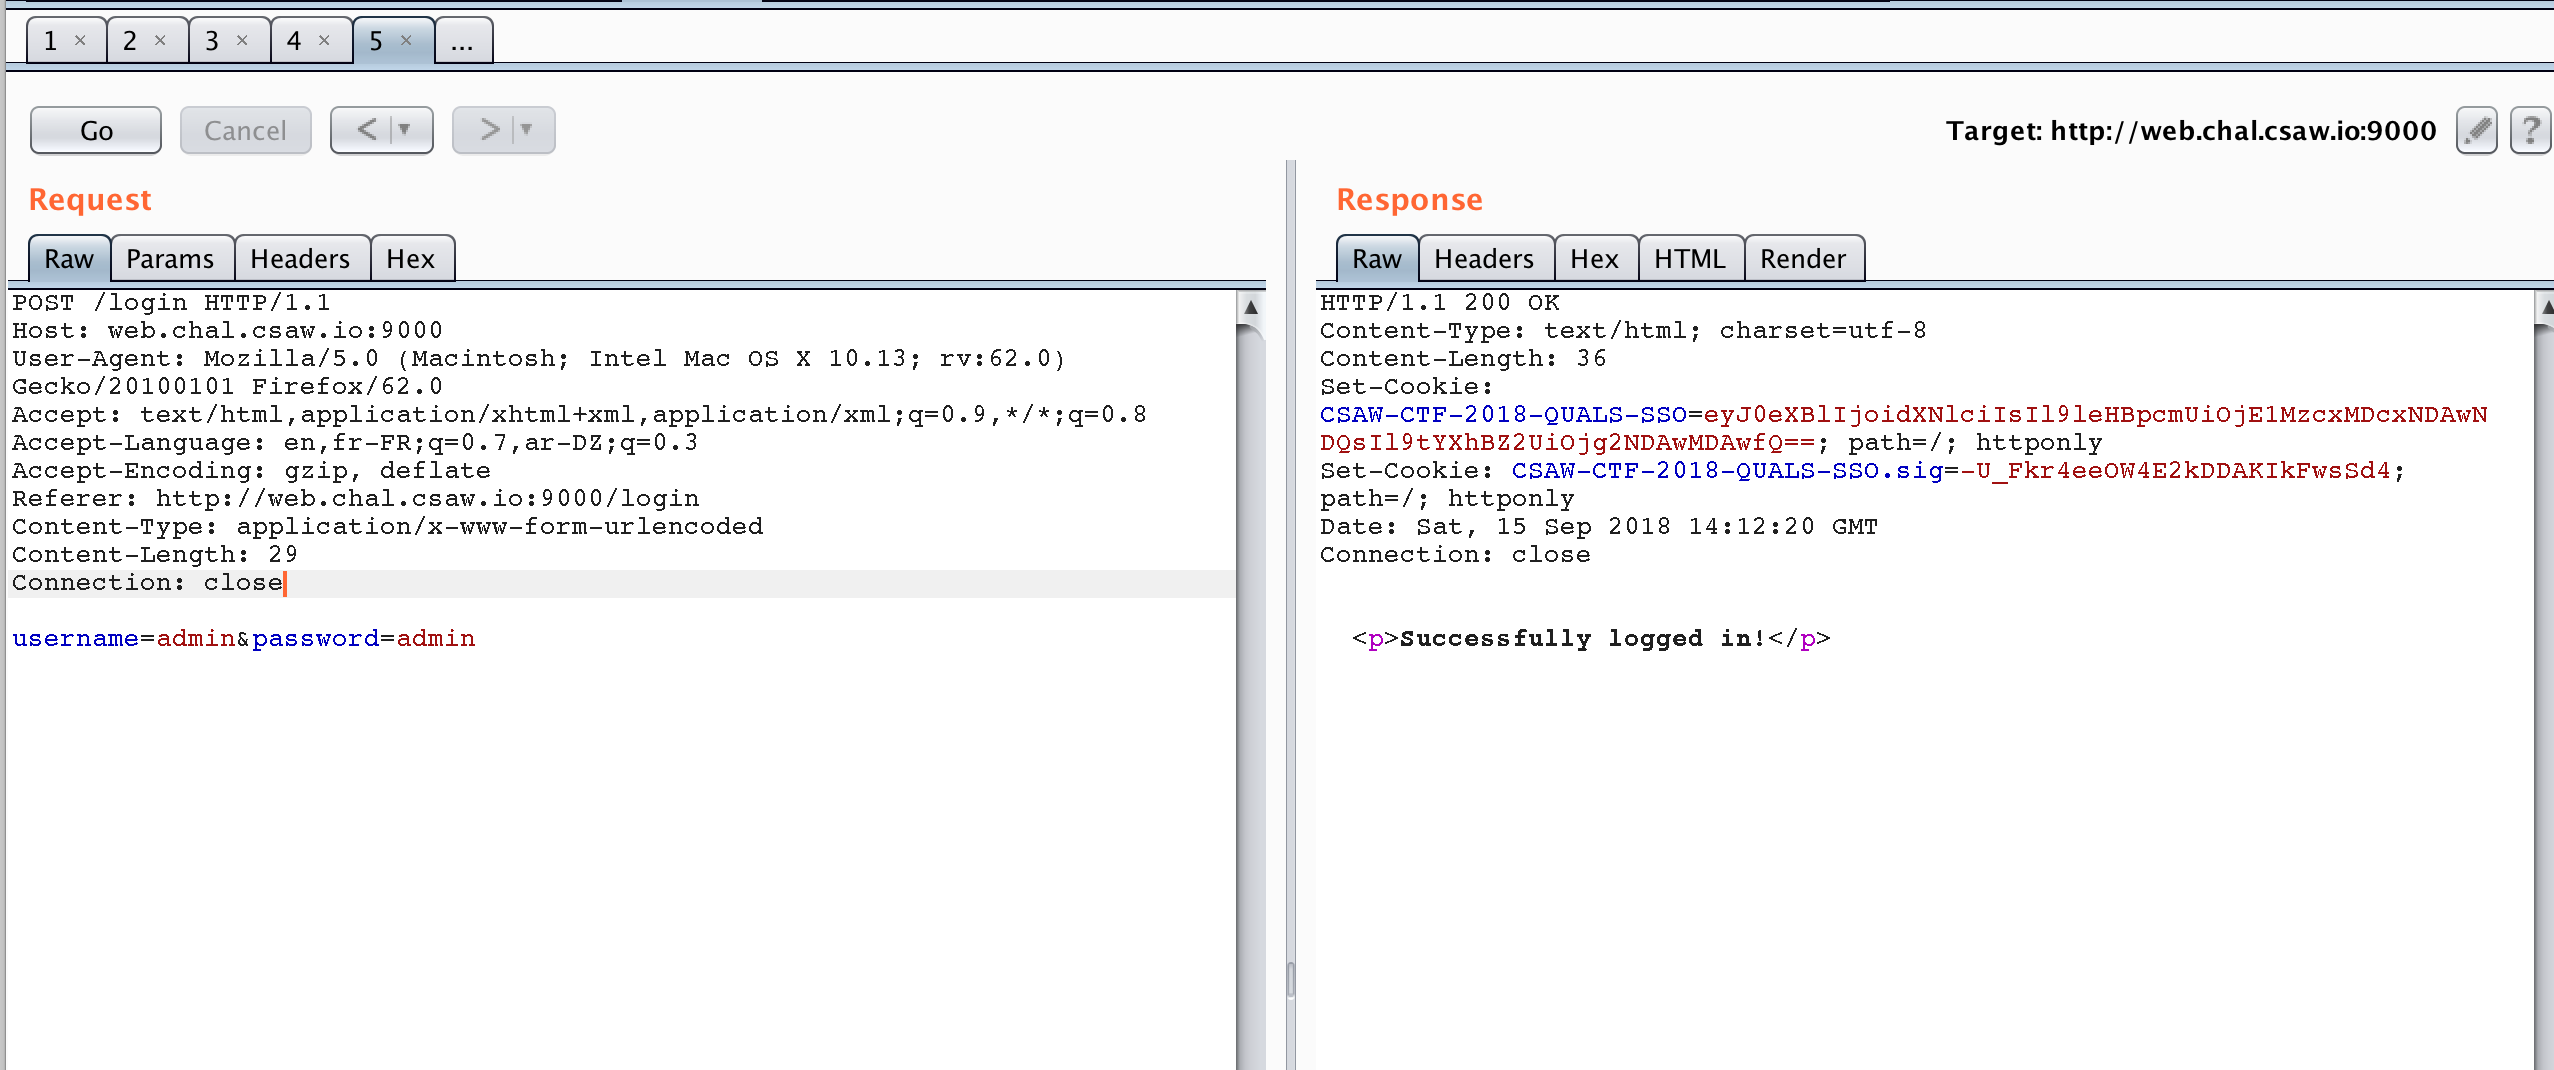 1 × 2 × 3 × 4 × 5 × ...
Go Cancel < > Target: http://web.chal.csaw.io:9000 ?
Request
Raw Params Headers Hex
POST /login HTTP/1.1
Host: web.chal.csaw.io:9000
User-Agent: Mozilla/5.0 (Macintosh; Intel Mac OS X 10.13; rv:62.0)
Gecko/20100101 Firefox/62.0
Accept: text/html,application/xhtml+xml,application/xml;q=0.9,*/*;q=0.8
Accept-Language: en,fr-FR;q=0.7,ar-DZ;q=0.3
Accept-Encoding: gzip, deflate
Referer: http://web.chal.csaw.io:9000/login
Content-Type: application/x-www-form-urlencoded
Content-Length: 29
Connection: close
username=admin&password=admin
Response
Raw Headers Hex HTML Render
HTTP/1.1 200 OK
Content-Type: text/html; charset=utf-8
Content-Length: 36
Set-Cookie:
CSAW-CTF-2018-QUALS-SSO=eyJ0eXBlIjoidXNlciIsIl9leHBpcmUiOjE1MzcxMDcxNDAwN
DQsIl9tYXhBZ2UiOjg2NDAwMDAwfQ==; path=/; httponly
Set-Cookie: CSAW-CTF-2018-QUALS-SSO.sig=-U_Fkr4eeOW4E2kDDAKIkFwsSd4;
path=/; httponly
Date: Sat, 15 Sep 2018 14:12:20 GMT
Connection: close
<p>Successfully logged in!</p>